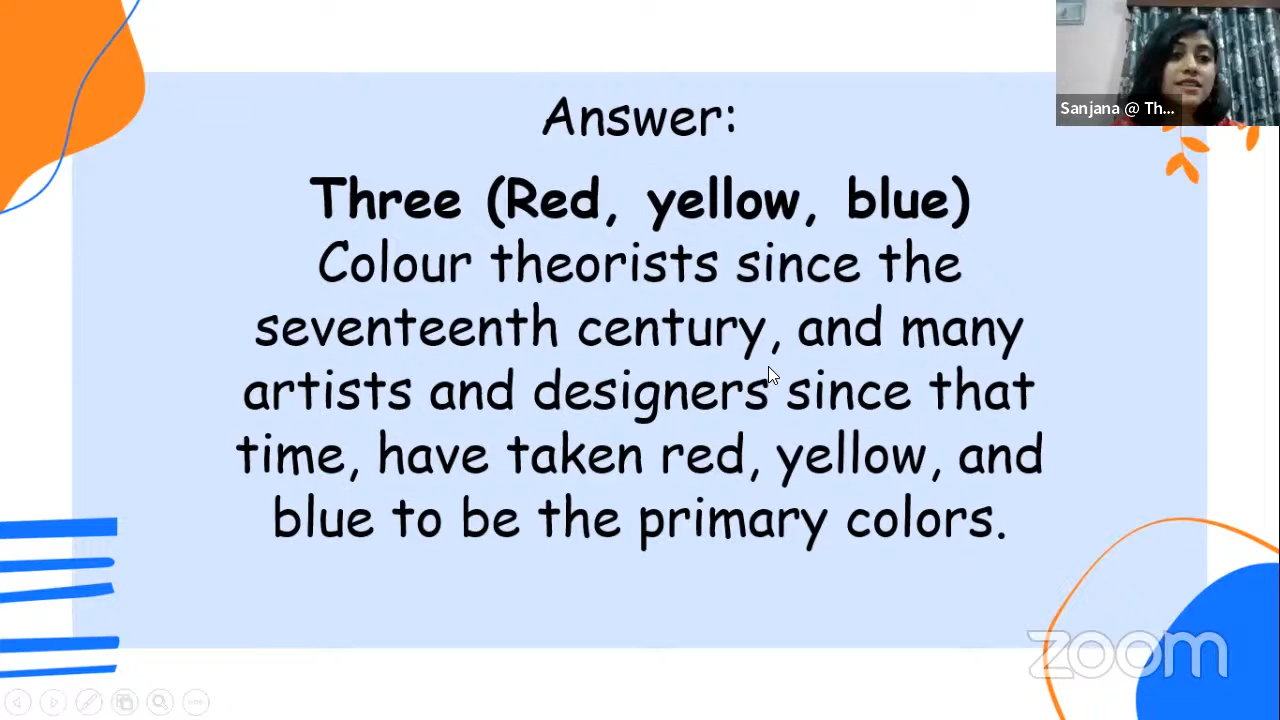 Answer:
Sanjana @ Th...
Three (Red, yellow, blue)
Colour theorists since the
seventeenth century, and many
artists and designers since that
time, have taken red, yellow, and
blue to be the primary colors.
zoom